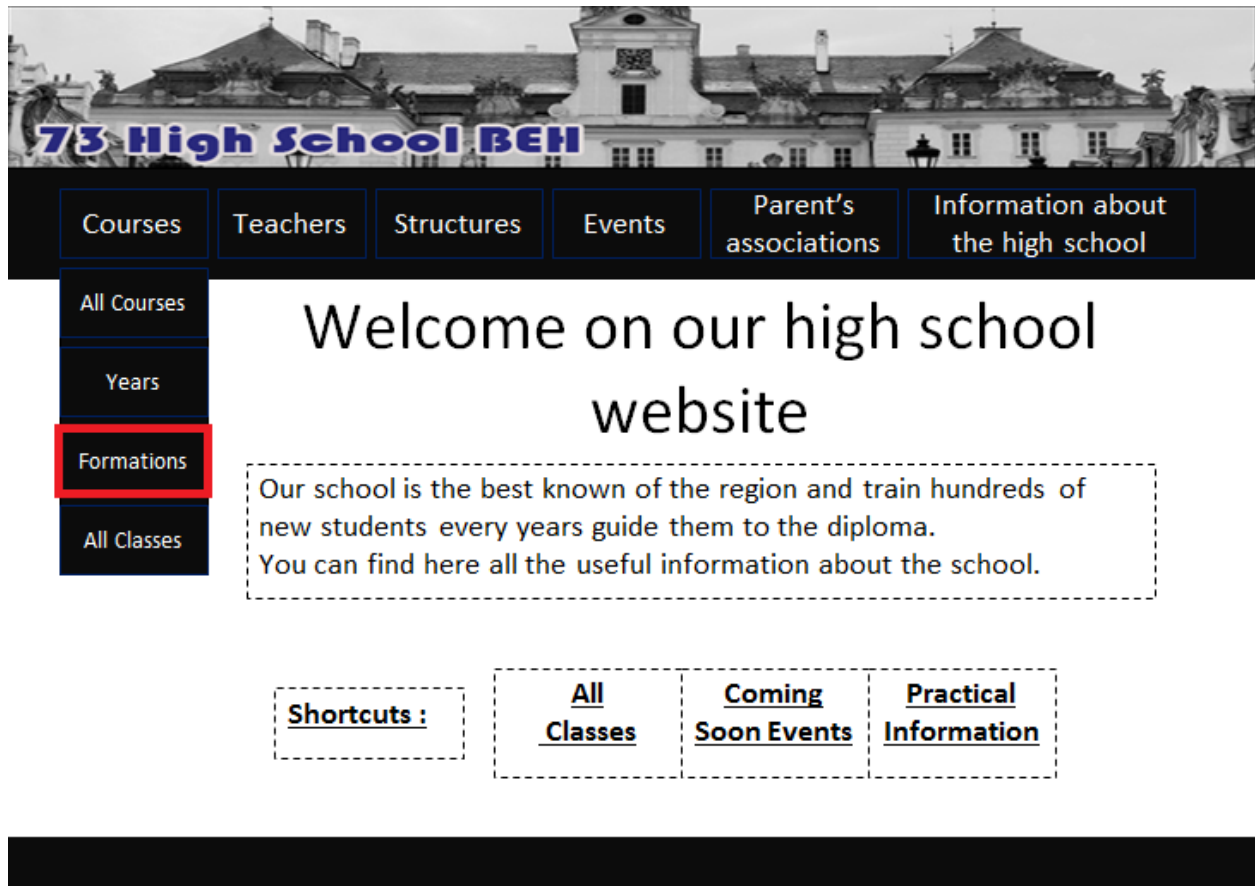 73 High School BEH
Courses
Teachers
Structures
Events
Parent's
associations
Information about
the high school
All Courses
Years
Formations
All Classes
Welcome on our high school
website
Our school is the best known of the region and train hundreds of
new students every years guide them to the diploma.
You can find here all the useful information about the school.
Shortcuts :
All
Classes
Coming
Soon Events
Practical
Information